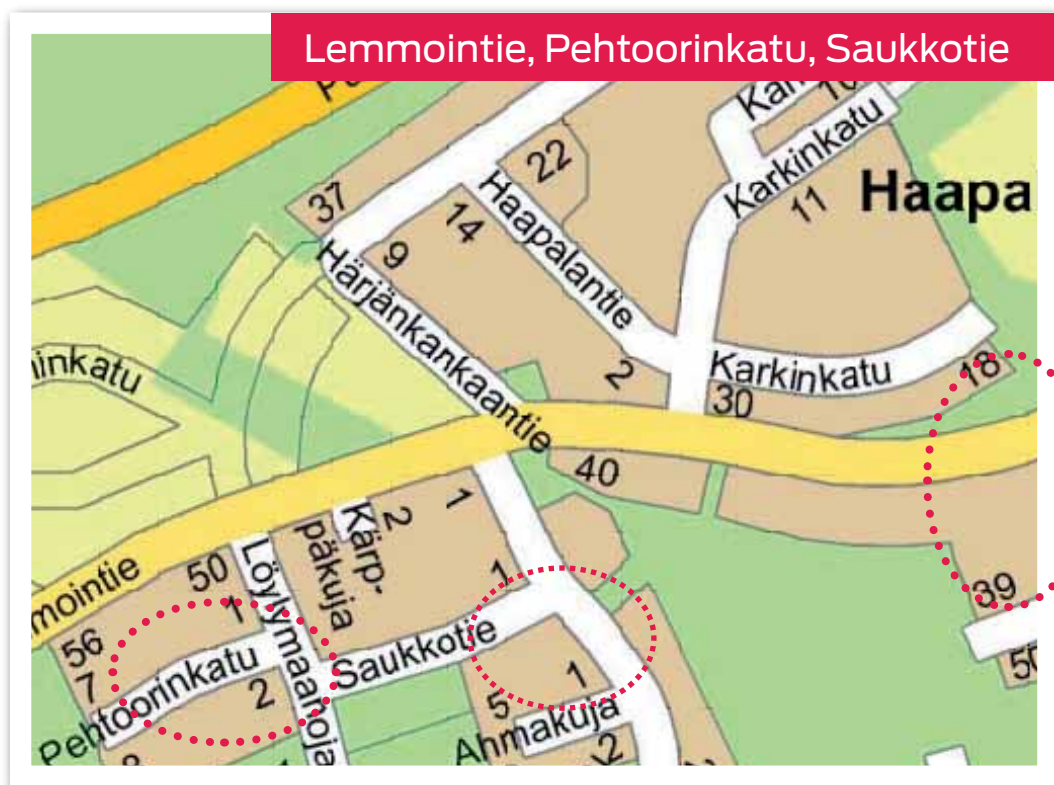 Lemmointie, Pehtoorinkatu, Saukkotie
10
Karkinkatu
22
11
Haapa
37
14
Haapalantie
9
Härjänkankaantie
inkatu
2
Karkinkatu
18
30
40
1
2
Kärp-
päkuja
50
Löylymaanoja
mointie
1
1
39
56
7
Saukkotie
Pehtoorinkatu
2
1
5
50
Ahmakuja
2